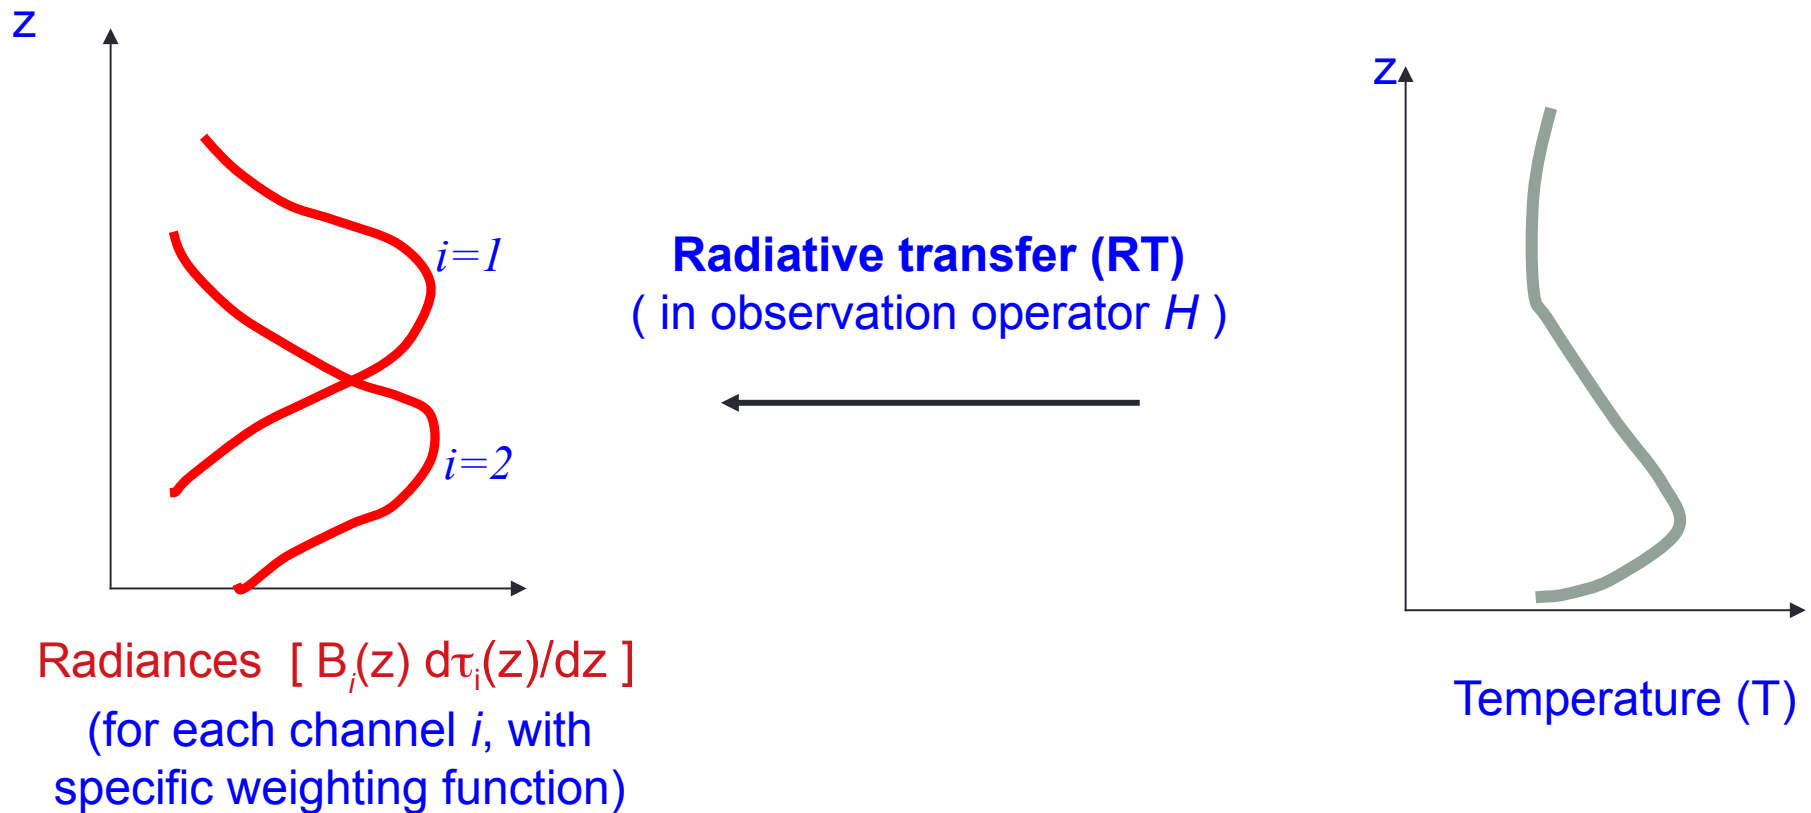 z
z
i=1
Radiative transfer (RT)
( in observation operator H )
i=2
Radiances [ Bᵢ(z) dτᵢ(z)/dz ]
(for each channel i, with
specific weighting function)
Temperature (T)